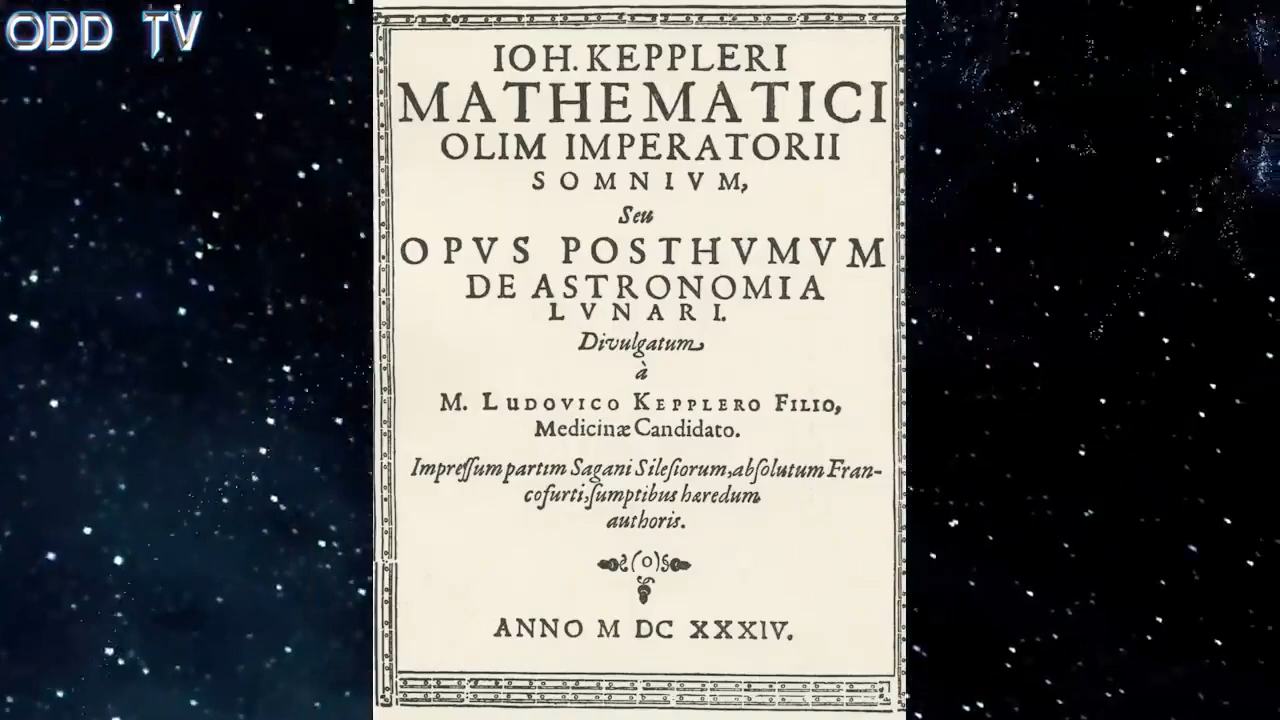 ODD TV
IOH. KEPPLERI
MATHEMATICI
OLIM IMPERATORII
SOMNIVM,
Seu
OPVS POSTHVMVM
DE ASTRONOMIA
LVNARI.
Divulgatum
à
M. LUDOVICO KEPPLERO FILIO,
Medicinæ Candidato.
Impreſſum partim Sagani Sileſiorum, abſolutum Fran-
cofurti, ſumptibus hæredum
authoris.
(0)
ANNO M DC XXXIV.